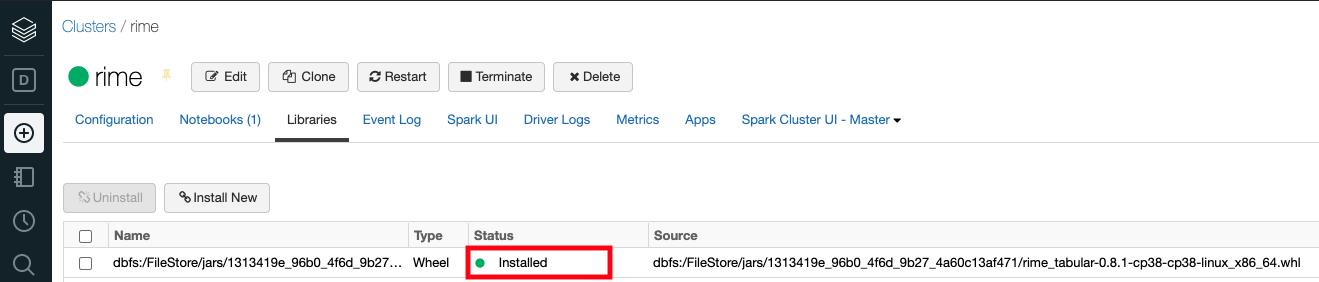 Clusters / rime
rime Edit Clone Restart Terminate Delete
D
Configuration Notebooks (1) Libraries Event Log Spark UI Driver Logs Metrics Apps Spark Cluster UI - Master
Uninstall Install New
Name Type Status Source
dbfs:/FileStore/jars/1313419e_96b0_4f6d_9b27... Wheel Installed dbfs:/FileStore/jars/1313419e_96b0_4f6d_9b27_4a60c13af471/rime_tabular-0.8.1-cp38-cp38-linux_x86_64.whl